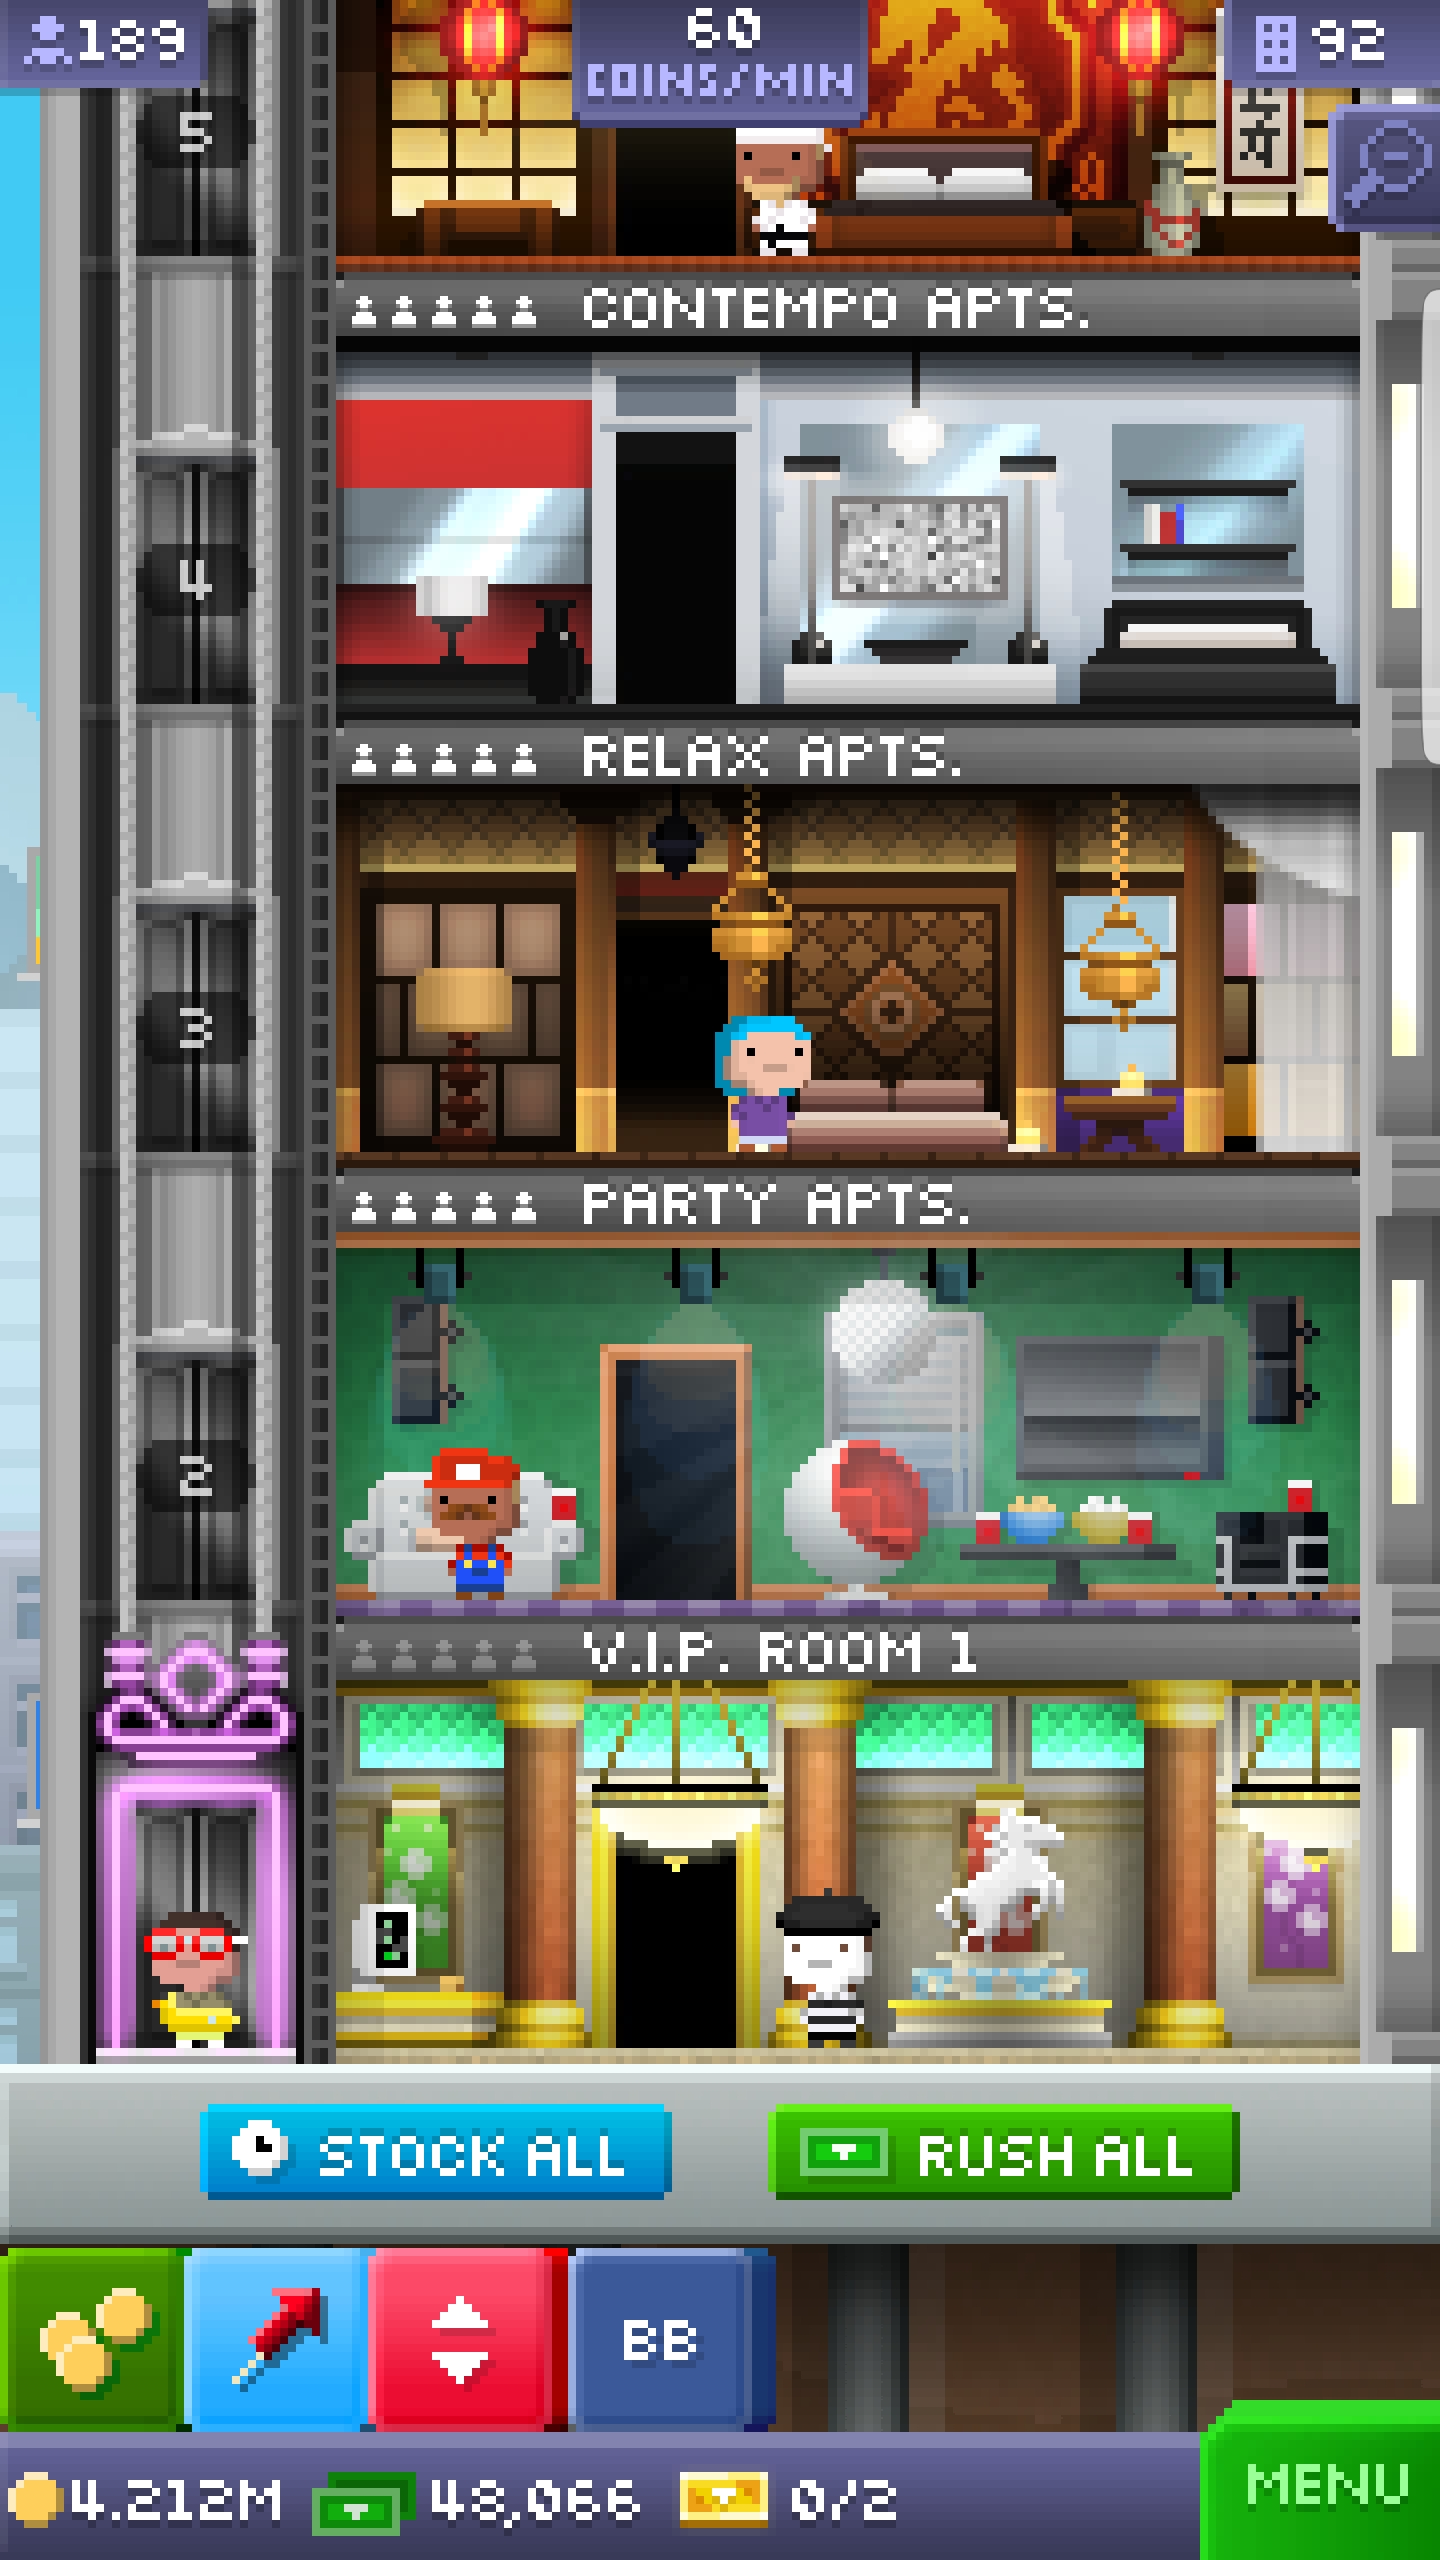 189
60
COINS/MIN
92
5
CONTEMPO APTS.
4
RELAX APTS.
3
PARTY APTS.
2
V.I.P. ROOM 1
STOCK ALL
RUSH ALL
BB
4.212M 48,066 0/2
MENU